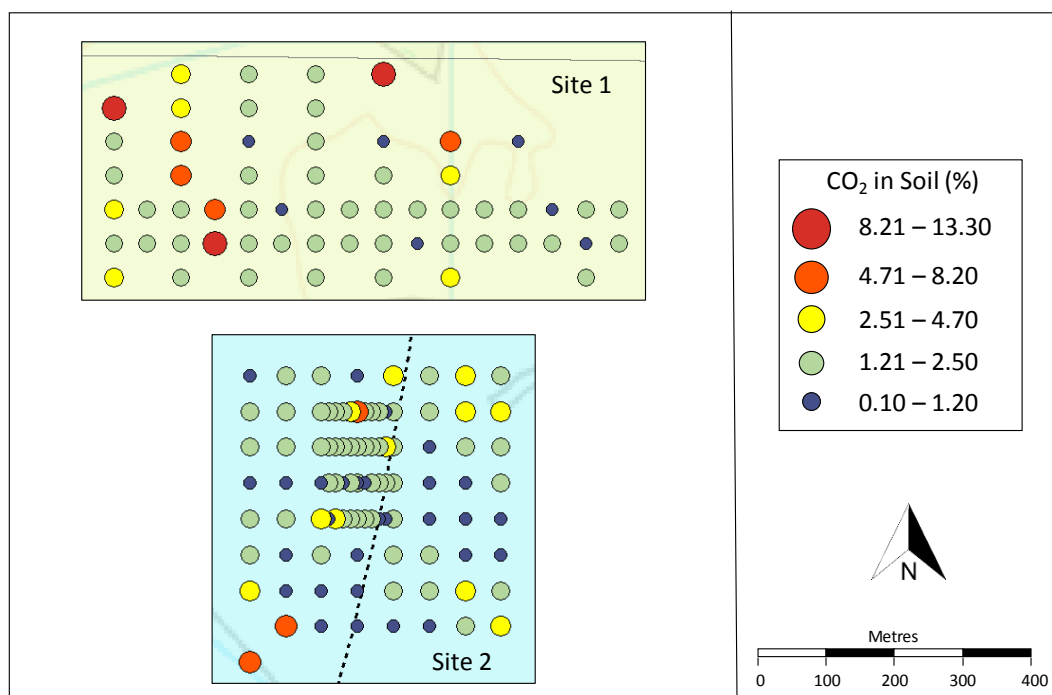 Site 1
CO₂ in Soil (%)
8.21 – 13.30
4.71 – 8.20
2.51 – 4.70
1.21 – 2.50
0.10 – 1.20
N
Site 2
Metres
0 100 200 300 400